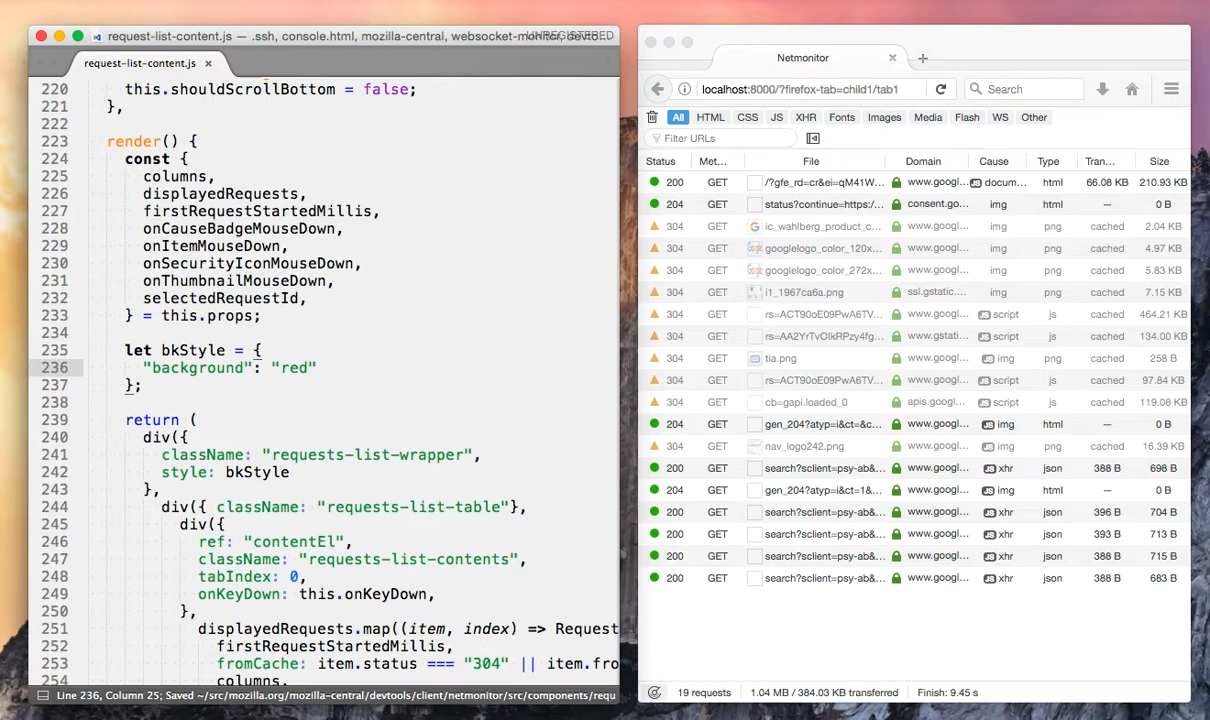 request-list-content.js — .ssh, console.html, mozilla-central, websocket-monitor, devto...
UNREGISTERED
request-list-content.js ×
220 this.shouldScrollBottom = false;
221 },
222
223 render() {
224 const {
225 columns,
226 displayedRequests,
227 firstRequestStartedMillis,
228 onCauseBadgeMouseDown,
229 onItemMouseDown,
230 onSecurityIconMouseDown,
231 onThumbnailMouseDown,
232 selectedRequestId,
233 } = this.props;
234
235 let bkStyle = {
236 "background": "red"
237 };
238
239 return (
240 div({
241 className: "requests-list-wrapper",
242 style: bkStyle
243 },
244 div({ className: "requests-list-table"},
245 div({
246 ref: "contentEl",
247 className: "requests-list-contents",
248 tabIndex: 0,
249 onKeyDown: this.onKeyDown,
250 },
251 displayedRequests.map((item, index) => Request
252 firstRequestStartedMillis,
253 fromCache: item.status === "304" || item.fro
254 columns,
Line 236, Column 25; Saved ~/src/mozilla.org/mozilla-central/devtools/client/netmonitor/src/components/requ
Netmonitor
localhost:8000/?firefox-tab=child1/tab1
Search
All HTML CSS JS XHR Fonts Images Media Flash WS Other
Filter URLs
Status Met... File Domain Cause Type Tran... Size
200 GET /?gfe_rd=cr&ei=qM41W... www.googl... JS docum... html 66.08 KB 210.93 KB
204 GET status?continue=https:/... consent.go... img html — 0 B
304 GET ic_wahlberg_product_c... www.googl... img png cached 2.04 KB
304 GET googlelogo_color_120x... www.googl... img png cached 4.97 KB
304 GET googlelogo_color_272x... www.googl... img png cached 5.83 KB
304 GET i1_1967ca6a.png ssl.gstatic.... img png cached 7.15 KB
304 GET rs=ACT90oE09PwA6TV... www.googl... JS script js cached 464.21 KB
304 GET rs=AA2YrTvOlkRPzy4fg... www.gstati... JS script js cached 134.00 KB
304 GET tia.png www.googl... JS img png cached 258 B
304 GET rs=ACT90oE09PwA6TV... www.googl... JS script js cached 97.84 KB
304 GET cb=gapi.loaded_0 apis.googl... JS script js cached 119.08 KB
204 GET gen_204?atyp=i&ct=&c... www.googl... JS img html — 0 B
304 GET nav_logo242.png www.googl... JS img png cached 16.39 KB
200 GET search?sclient=psy-ab&... www.googl... JS xhr json 388 B 698 B
204 GET gen_204?atyp=i&ct=1&... www.googl... JS img html — 0 B
200 GET search?sclient=psy-ab&... www.googl... JS xhr json 396 B 704 B
200 GET search?sclient=psy-ab&... www.googl... JS xhr json 393 B 713 B
200 GET search?sclient=psy-ab&... www.googl... JS xhr json 388 B 715 B
200 GET search?sclient=psy-ab&... www.googl... JS xhr json 388 B 683 B
19 requests 1.04 MB / 384.03 KB transferred Finish: 9.45 s